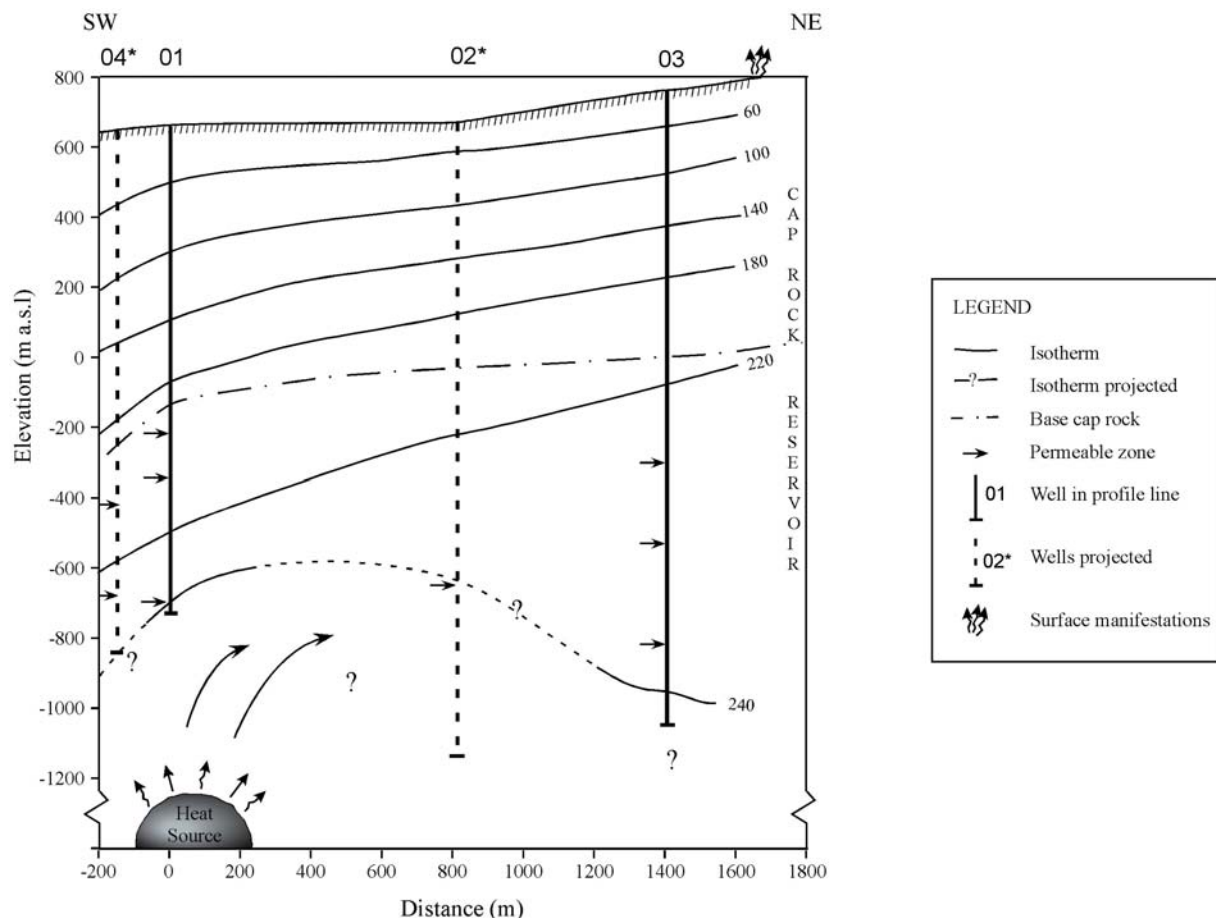 SW
NE
04*
01
02*
03
800
600
400
200
0
-200
-400
-600
-800
-1000
-1200
Elevation (m a.s.l)
60
100
140
180
220
240
CAP ROCK
RESERVOIR
?
?
?
?
Heat
Source
-200
0
200
400
600
800
1000
1200
1400
1600
1800
Distance (m)
LEGEND
Isotherm
? Isotherm projected
Base cap rock
Permeable zone
01 Well in profile line
02* Wells projected
Surface manifestations